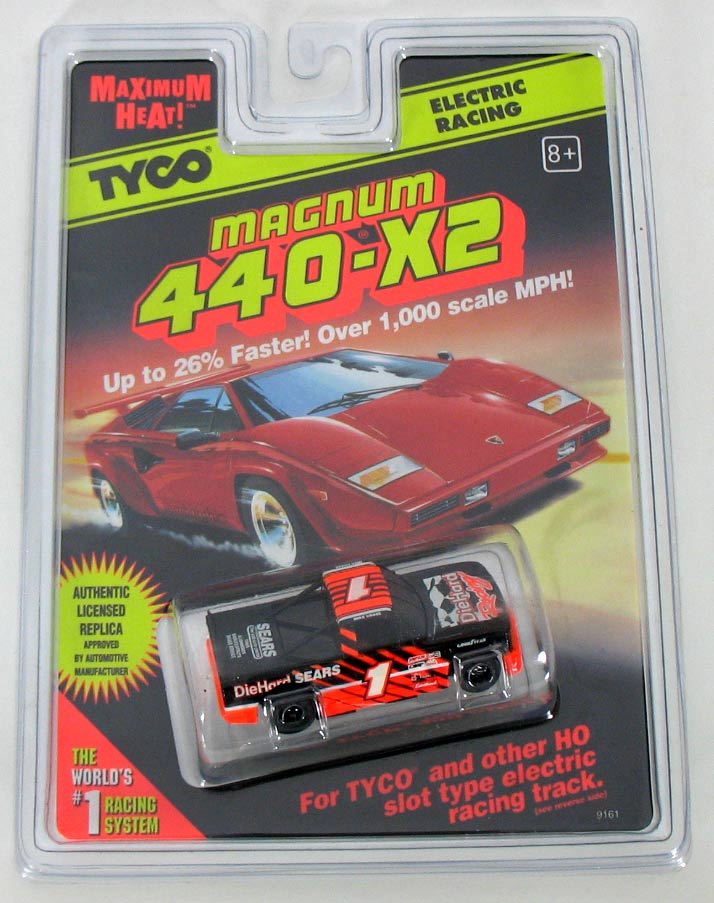 MAXIMUM
HEAT!™
TYCO®
ELECTRIC
RACING
8+
MAGNUM
440-X2
®
Up to 26% Faster! Over 1,000 scale MPH!
AUTHENTIC
LICENSED
REPLICA
APPROVED
BY AUTOMOTIVE
MANUFACTURER
1
DieHard
SEARS
GOODYEAR
DieHard SEARS
1
THE
WORLD'S
#1 RACING
SYSTEM
For TYCO® and other HO
slot type electric
racing track.
(see reverse side)
9161